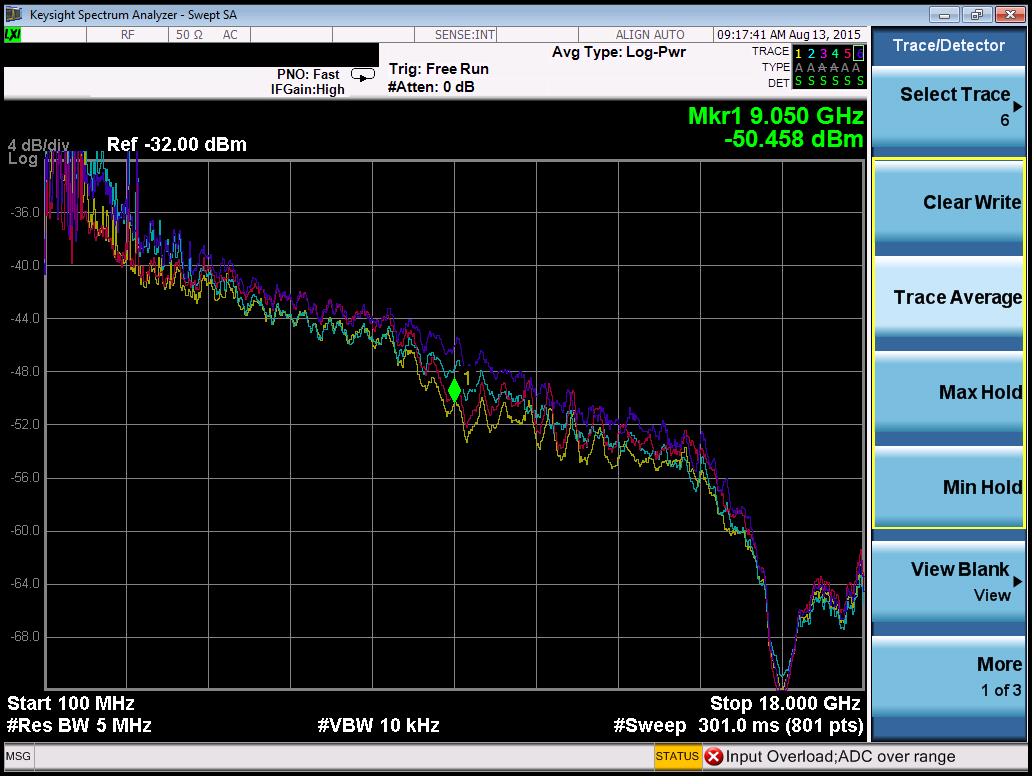 Keysight Spectrum Analyzer - Swept SA
LXI
RF 50 Ω AC SENSE:INT ALIGN AUTO 09:17:41 AM Aug 13, 2015
Avg Type: Log-Pwr
TRACE 1 2 3 4 5 6
PNO: Fast Trig: Free Run
TYPE A A A A A A
IFGain:High #Atten: 0 dB
DET S S S S S S
Mkr1 9.050 GHz
-50.458 dBm
4 dB/div Ref -32.00 dBm
Log
-36.0
-40.0
-44.0
-48.0
1
-52.0
-56.0
-60.0
-64.0
-68.0
Start 100 MHz Stop 18.000 GHz
#Res BW 5 MHz #VBW 10 kHz #Sweep 301.0 ms (801 pts)
MSG STATUS Input Overload;ADC over range
Trace/Detector
Select Trace
6
Clear Write
Trace Average
Max Hold
Min Hold
View Blank
View
More
1 of 3